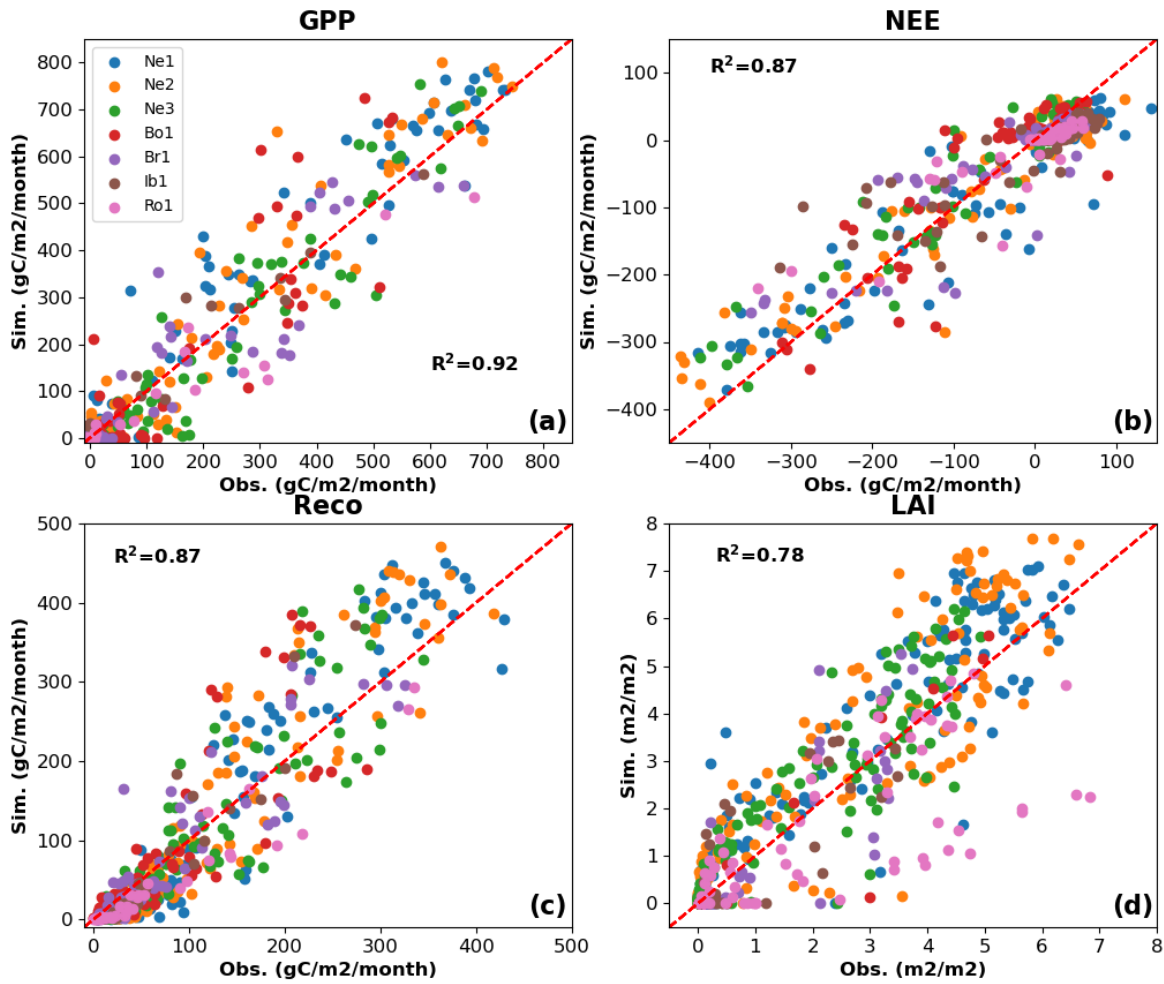 GPP
Sim. (gC/m2/month)
800
700
600
500
400
300
200
100
0
Ne1
Ne2
Ne3
Bo1
Br1
Ib1
Ro1
R²=0.92
(a)
0 100 200 300 400 500 600 700 800
Obs. (gC/m2/month)
NEE
Sim. (gC/m2/month)
100
0
−100
−200
−300
−400
R²=0.87
(b)
−400 −300 −200 −100 0 100
Obs. (gC/m2/month)
Reco
Sim. (gC/m2/month)
500
400
300
200
100
0
R²=0.87
(c)
0 100 200 300 400 500
Obs. (gC/m2/month)
LAI
Sim. (m2/m2)
8
7
6
5
4
3
2
1
0
R²=0.78
(d)
0 1 2 3 4 5 6 7 8
Obs. (m2/m2)